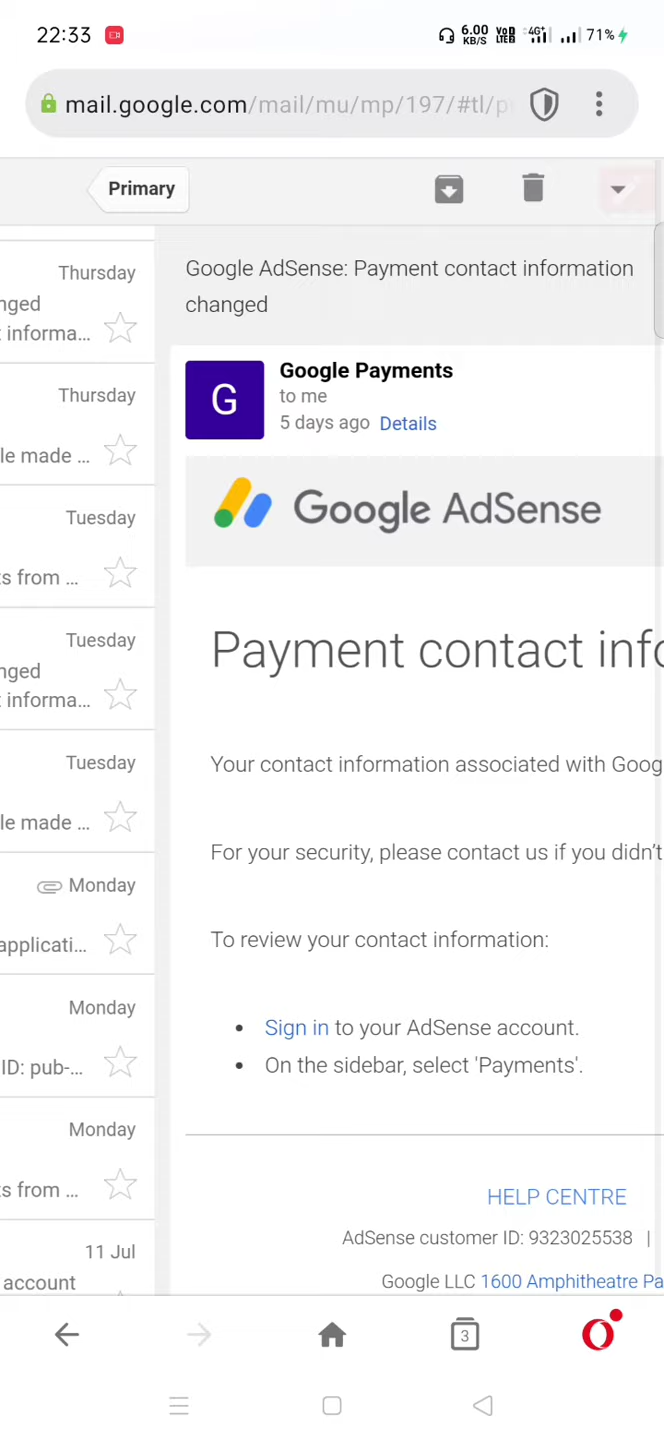 22:33
6.00 KB/S
VoD LTE
4G+
71%
mail.google.com/mail/mu/mp/197/#tl/p
Primary
Thursday
nged
t informa...
Thursday
le made ...
Tuesday
ts from ...
Tuesday
nged
t informa...
Tuesday
le made ...
Monday
applicati...
Monday
ID: pub-...
Monday
s from ...
11 Jul
account
Google AdSense: Payment contact information
changed
G
Google Payments
to me
5 days ago Details
Google AdSense
Payment contact info
Your contact information associated with Goog
For your security, please contact us if you didn't
To review your contact information:
• Sign in to your AdSense account.
• On the sidebar, select 'Payments'.
HELP CENTRE
AdSense customer ID: 9323025538 |
Google LLC 1600 Amphitheatre Pa
3